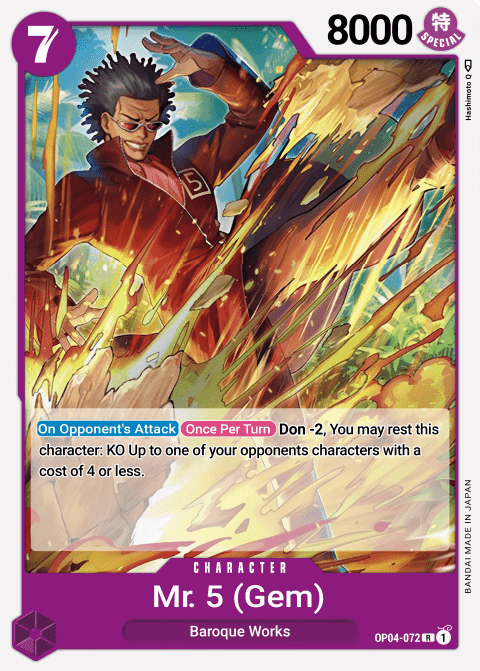 7
8000
特
SPECIAL
Hashimoto Q
5
On Opponent's Attack Once Per Turn Don -2, You may rest this
character: KO Up to one of your opponents characters with a
cost of 4 or less.
BANDAI MADE IN JAPAN
CHARACTER
Mr. 5 (Gem)
Baroque Works
OP04-072 R 1